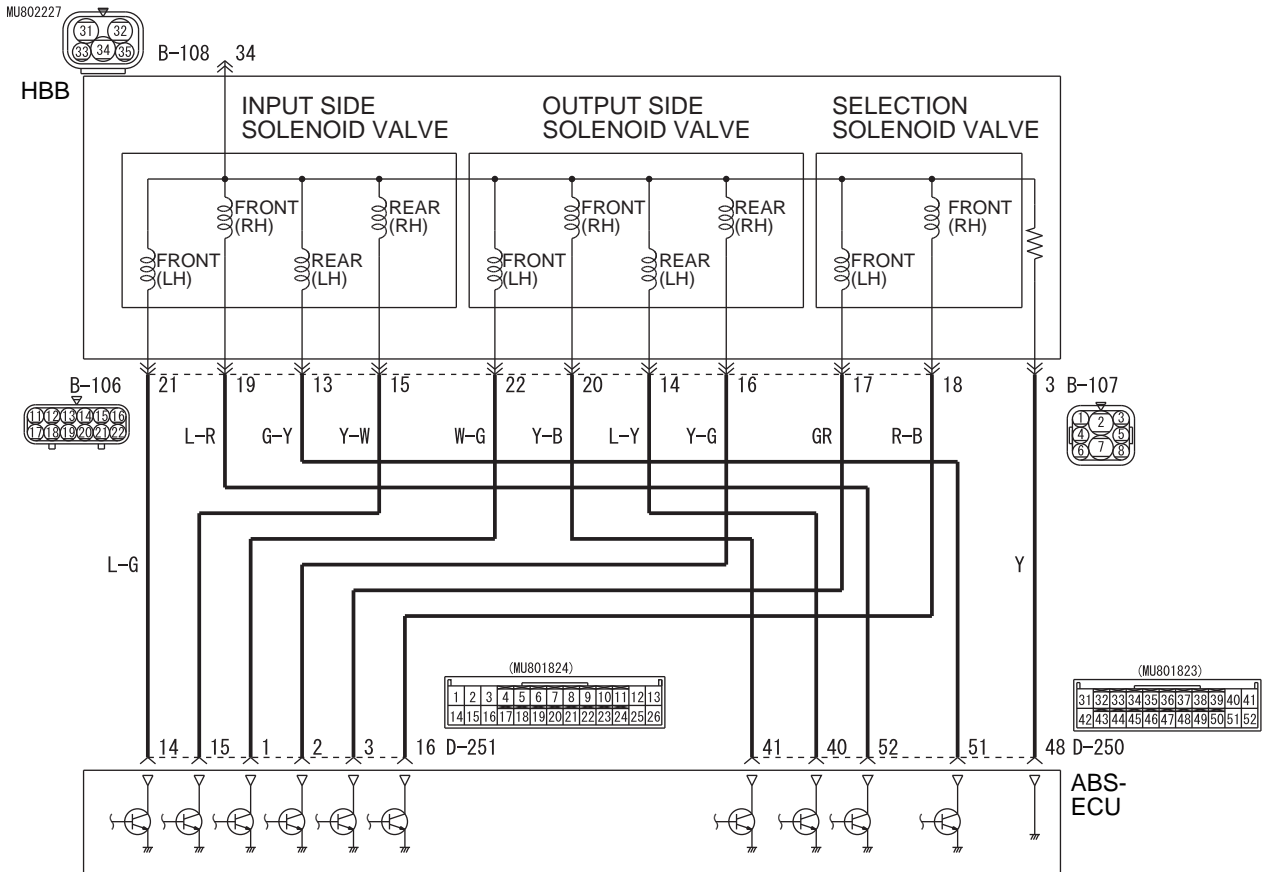 MU802227
31 32
33 34 35
B-108 34
HBB
INPUT SIDE
SOLENOID VALVE
OUTPUT SIDE
SOLENOID VALVE
SELECTION
SOLENOID VALVE
FRONT
(RH)
REAR
(RH)
FRONT
(RH)
REAR
(RH)
FRONT
(RH)
FRONT
(LH)
REAR
(LH)
FRONT
(LH)
REAR
(LH)
FRONT
(LH)
B-106 21 19 13 15 22 20 14 16 17 18 3 B-107
11 12 13 14 15 16
17 18 19 20 21 22
1 2 3
4 5
6 7 8
L-R G-Y Y-W W-G Y-B L-Y Y-G GR R-B
L-G Y
(MU801824)
1 2 3 4 5 6 7 8 9 10 11 12 13
14 15 16 17 18 19 20 21 22 23 24 25 26
(MU801823)
31 32 33 34 35 36 37 38 39 40 41
42 43 44 45 46 47 48 49 50 51 52
14 15 1 2 3 16 D-251 41 40 52 51 48 D-250
ABS-
ECU